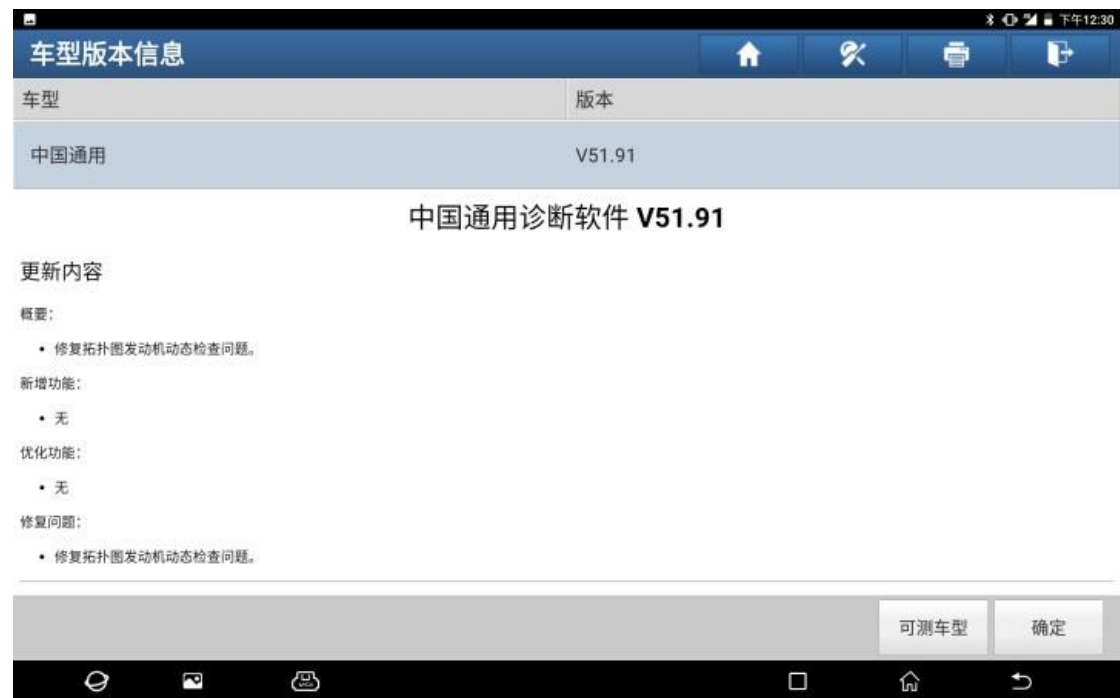 下午12:30
车型版本信息
车型 版本
中国通用 V51.91
中国通用诊断软件 V51.91
更新内容
概要:
• 修复拓扑图发动机动态检查问题。
新增功能:
• 无
优化功能:
• 无
修复问题:
• 修复拓扑图发动机动态检查问题。
可测车型 确定